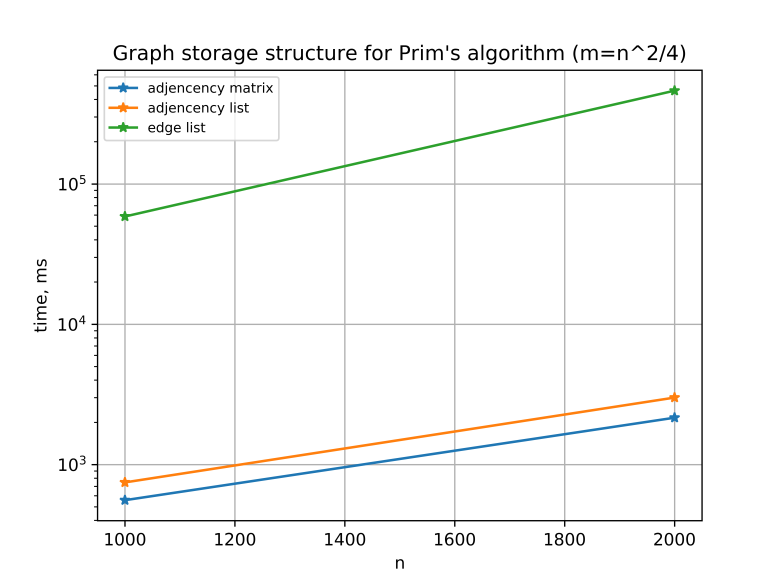 Graph storage structure for Prim's algorithm (m=n^2/4)
adjencency matrix
adjencency list
edge list
10^5
10^4
10^3
time, ms
1000 1200 1400 1600 1800 2000
n